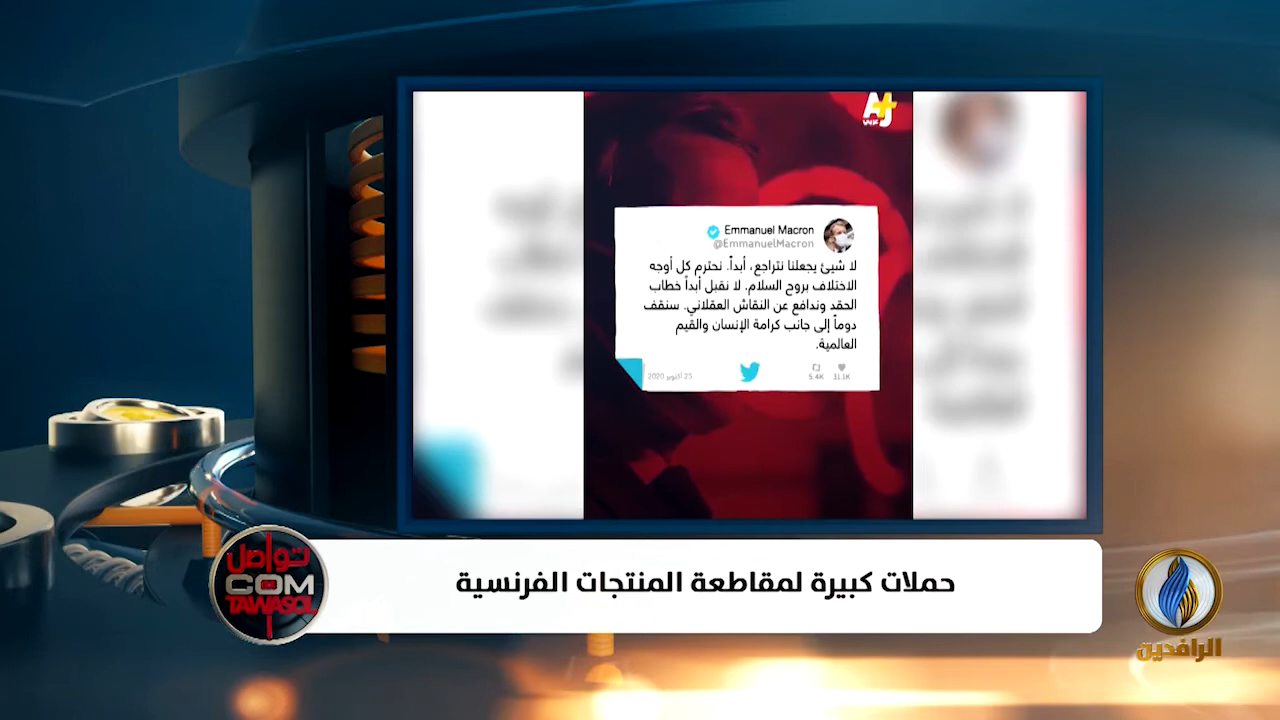 عربي
Emmanuel Macron
@EmmanuelMacron
لا شيئ يجعلنا نتراجع، أبداً. نحترم كل أوجه
الاختلاف بروح السلام. لا نقبل أبداً خطاب
الحقد وندافع عن النقاش العقلاني. سنقف
دوماً إلى جانب كرامة الإنسان والقيم
العالمية.
25 أكتوبر 2020
5.4K 31.1K
تواصل
COM
TAWASOL
حملات كبيرة لمقاطعة المنتجات الفرنسية
الرافدين